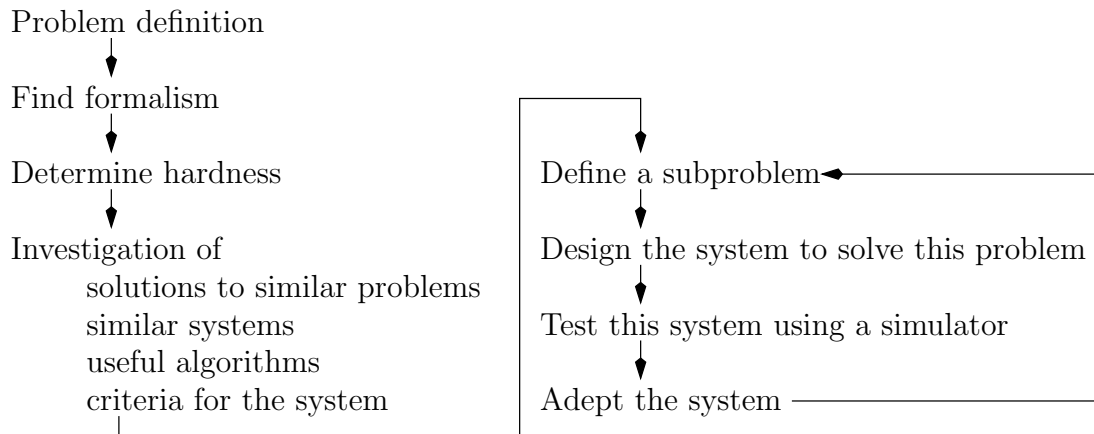 Problem definition
Find formalism
Determine hardness
Investigation of
solutions to similar problems
similar systems
useful algorithms
criteria for the system
Define a subproblem
Design the system to solve this problem
Test this system using a simulator
Adept the system